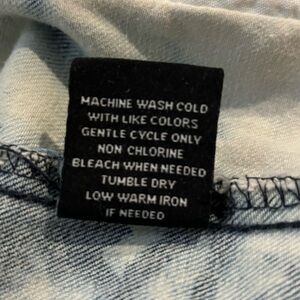 MACHINE WASH COLD
WITH LIKE COLORS
GENTLE CYCLE ONLY
NON CHLORINE
BLEACH WHEN NEEDED
TUMBLE DRY
LOW WARM IRON
IF NEEDED